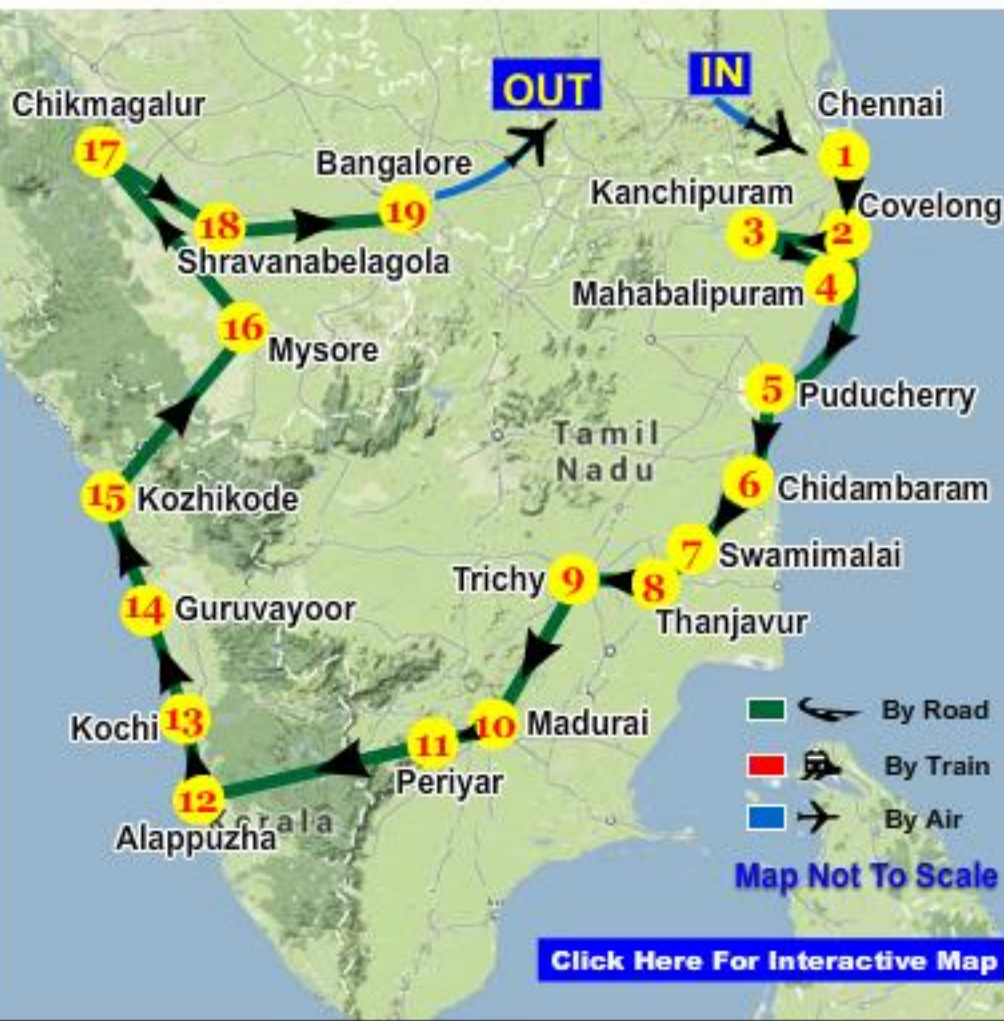 OUT
IN
Chikmagalur
Chennai
17
1
Bangalore
Kanchipuram
Covelong
19
18
3
2
Shravanabelagola
Mahabalipuram
4
16
Mysore
5
Puducherry
Tamil
Nadu
6
Chidambaram
15
Kozhikode
7
Swamimalai
Trichy
9
8
Thanjavur
14
Guruvayoor
Kochi
13
10
Madurai
11
Periyar
12
Kerala
Alappuzha
By Road
By Train
By Air
Map Not To Scale
Click Here For Interactive Map